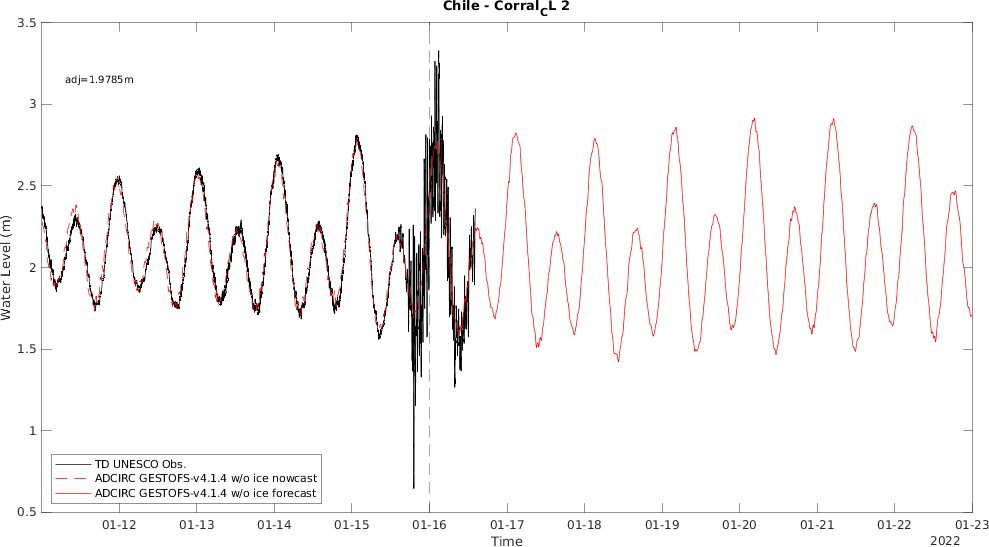 Chile - Corral_CL 2
3.5
3
2.5
2
1.5
1
0.5
Water Level (m)
adj=1.9785m
TD UNESCO Obs.
ADCIRC GESTOFS-v4.1.4 w/o ice nowcast
ADCIRC GESTOFS-v4.1.4 w/o ice forecast
01-12 01-13 01-14 01-15 01-16 01-17 01-18 01-19 01-20 01-21 01-22 01-23
Time
2022